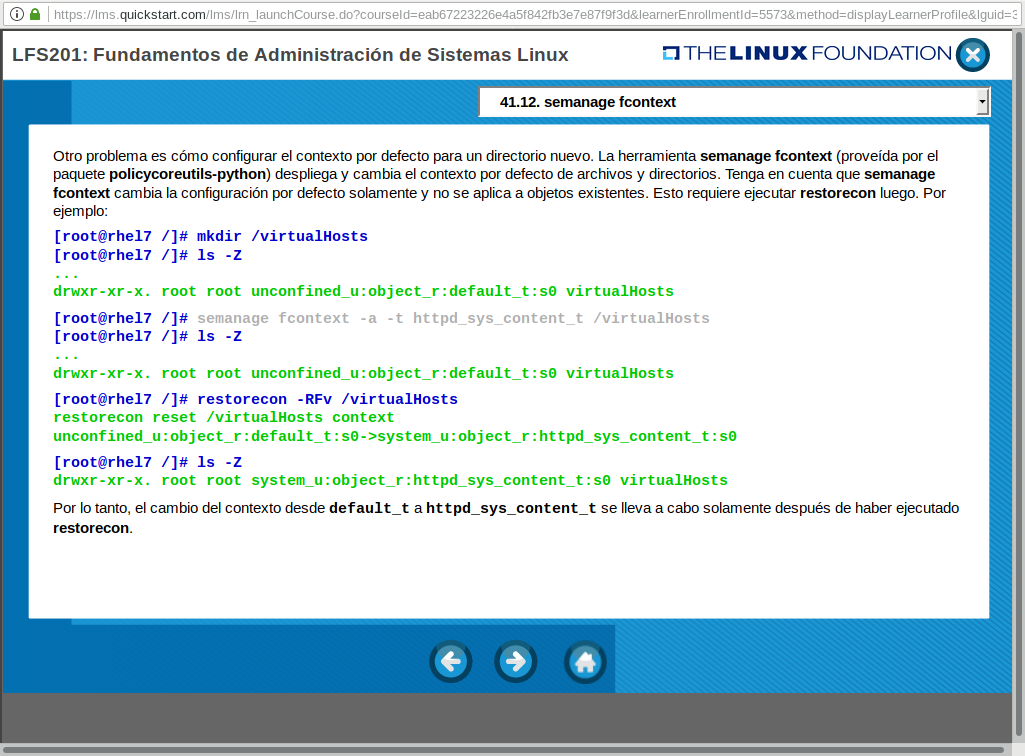 https://lms.quickstart.com/lms/lrn_launchCourse.do?courseId=eab67223226e4a5f842fb3e7e87f9f3d&learnerEnrollmentId=5573&method=displayLearnerProfile&lguid=3
LFS201: Fundamentos de Administración de Sistemas Linux
THE LINUX FOUNDATION
41.12. semanage fcontext
Otro problema es cómo configurar el contexto por defecto para un directorio nuevo. La herramienta semanage fcontext (proveída por el
paquete policycoreutils-python) despliega y cambia el contexto por defecto de archivos y directorios. Tenga en cuenta que semanage
fcontext cambia la configuración por defecto solamente y no se aplica a objetos existentes. Esto requiere ejecutar restorecon luego. Por
ejemplo:
[root@rhel7 /]# mkdir /virtualHosts
[root@rhel7 /]# ls -Z
...
drwxr-xr-x. root root unconfined_u:object_r:default_t:s0 virtualHosts
[root@rhel7 /]# semanage fcontext -a -t httpd_sys_content_t /virtualHosts
[root@rhel7 /]# ls -Z
...
drwxr-xr-x. root root unconfined_u:object_r:default_t:s0 virtualHosts
[root@rhel7 /]# restorecon -RFv /virtualHosts
restorecon reset /virtualHosts context
unconfined_u:object_r:default_t:s0->system_u:object_r:httpd_sys_content_t:s0
[root@rhel7 /]# ls -Z
drwxr-xr-x. root root system_u:object_r:httpd_sys_content_t:s0 virtualHosts
Por lo tanto, el cambio del contexto desde default_t a httpd_sys_content_t se lleva a cabo solamente después de haber ejecutado
restorecon.